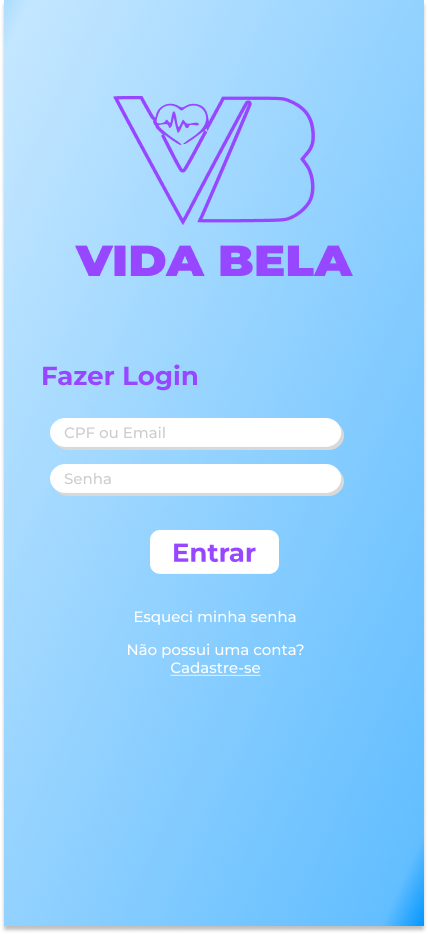 VB
VIDA BELA
Fazer Login
CPF ou Email
Senha
Entrar
Esqueci minha senha
Não possui uma conta?
Cadastre-se